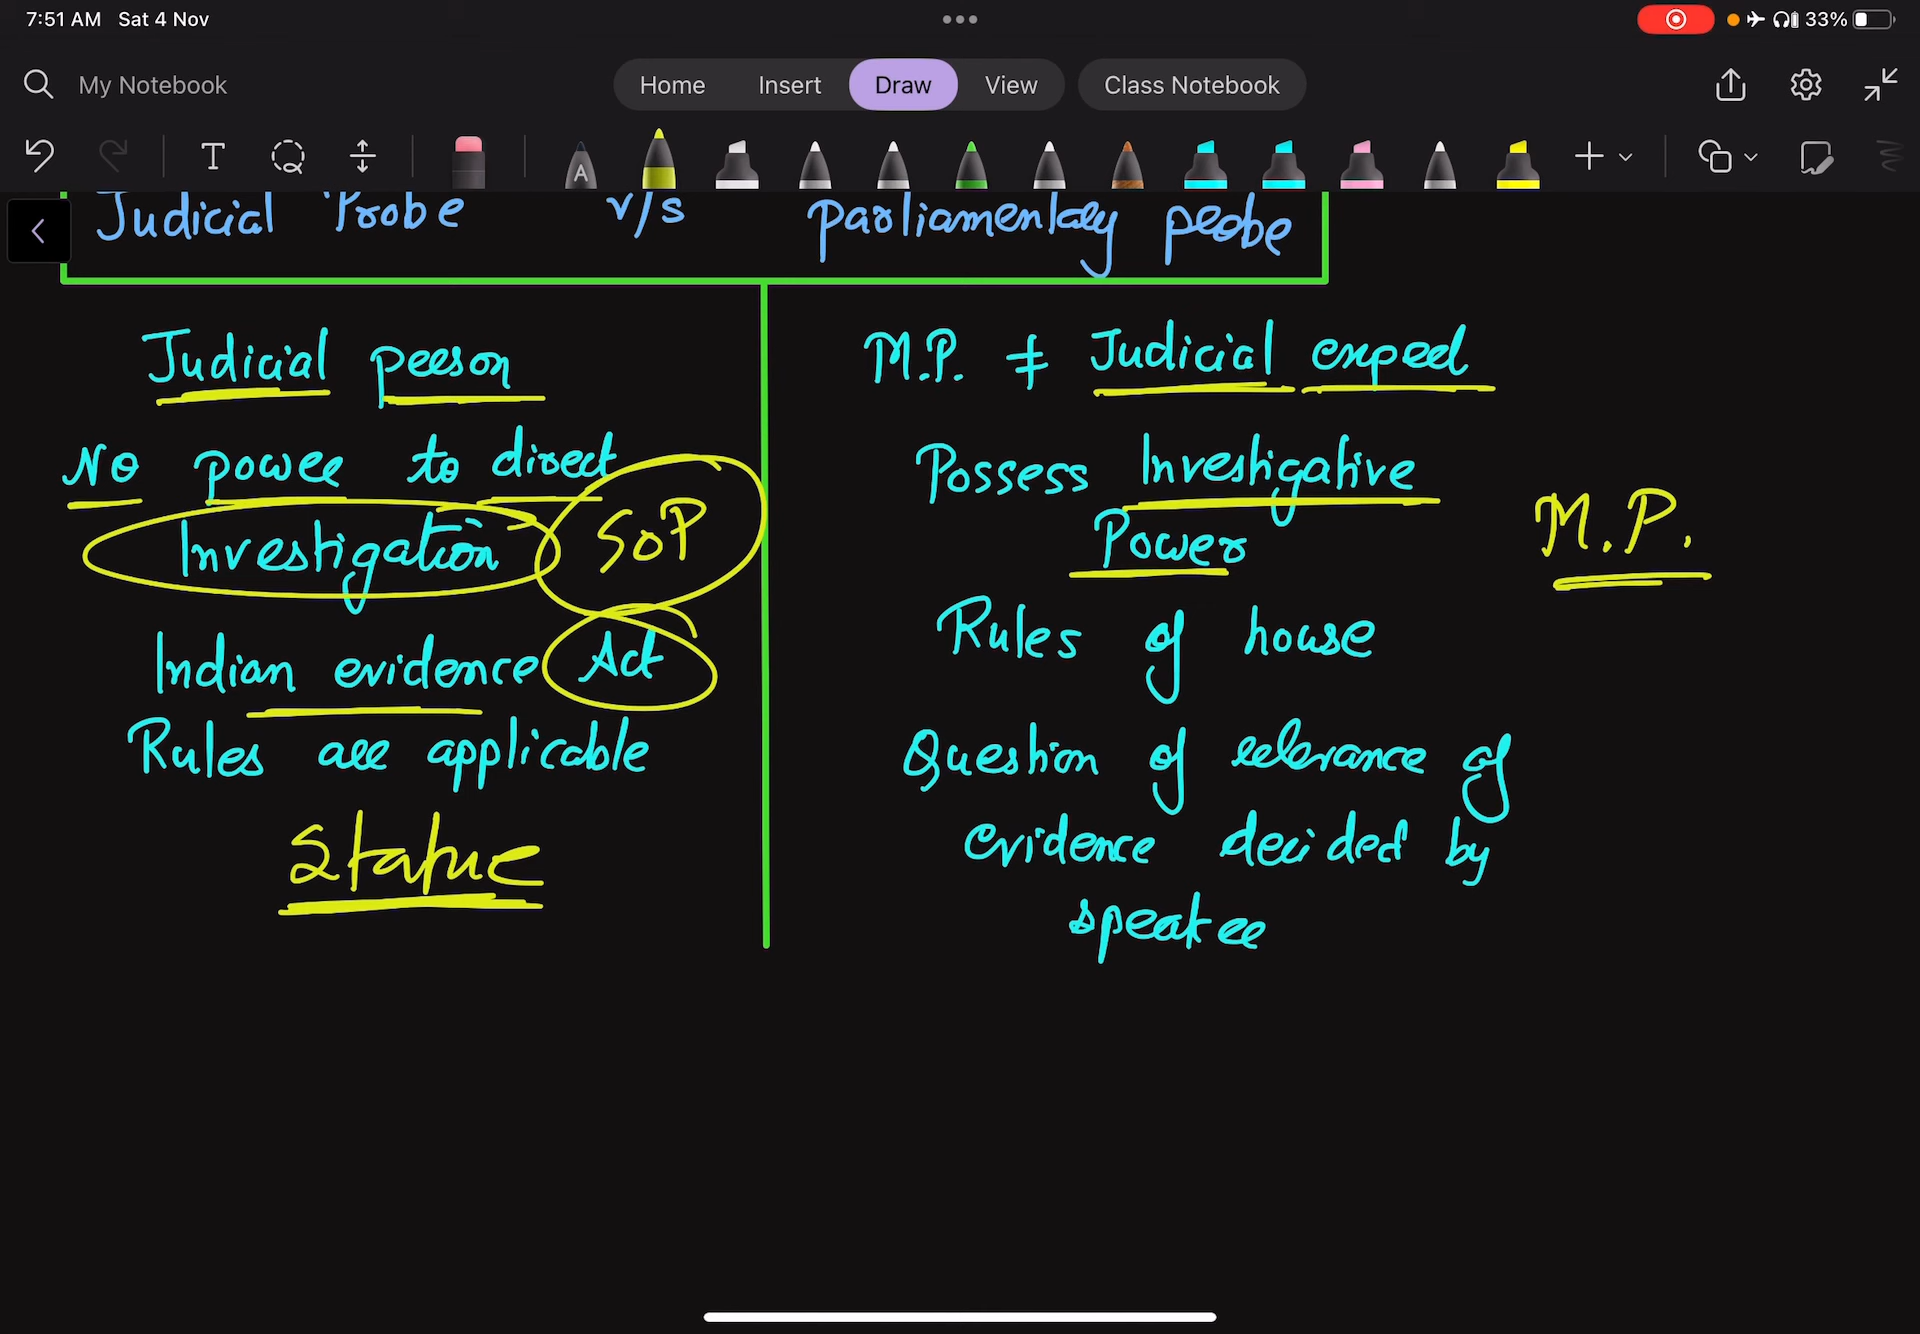 7:51 AM Sat 4 Nov
33%
My Notebook
Home Insert Draw View Class Notebook
T
A
Judicial Probe v/s Parliamentary probe
Judicial person
M.P. ≠ Judicial expert
No power to direct
Investigation
SoP
Possess Investigative
Power
M.P.
Indian evidence Act
Rules are applicable
Statue
Rules of house
Question of relevance of
evidence decided by
speaker